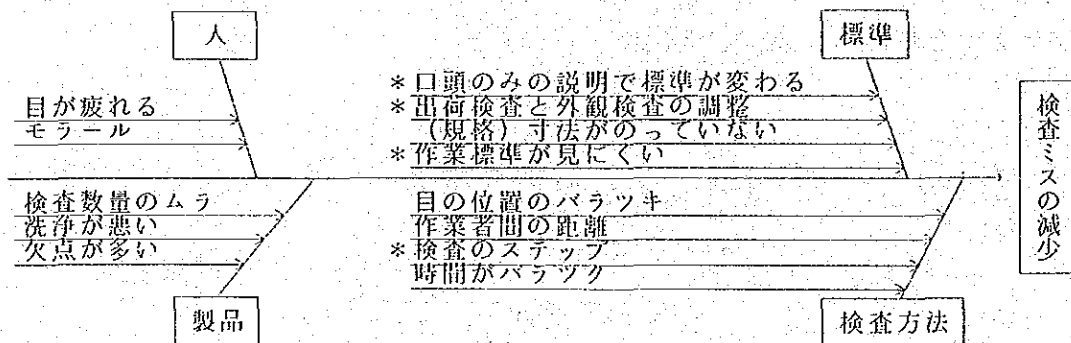 人
標準
*口頭のみの説明で標準が変わる
*出荷検査と外観検査の調整
(規格)寸法がのっていない
*作業標準が見にくい
目が疲れる
モラール
検査ミスの減少
検査数量のムラ
洗浄が悪い
欠点が多い
目の位置のバラツキ
作業者間の距離
*検査のステップ
時間がバラツク
製品
検査方法